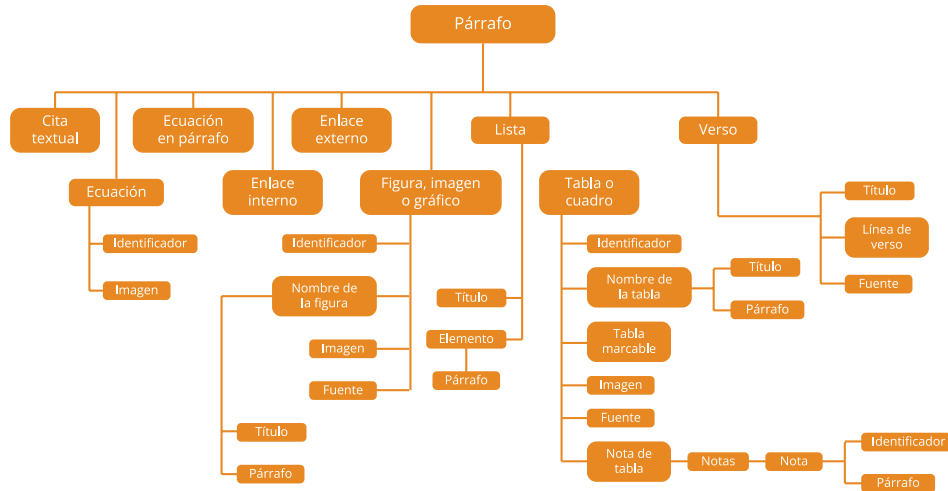 Párrafo
Cita
textual
Ecuación
en párrafo
Enlace
externo
Lista
Verso
Ecuación
Identificador
Imagen
Enlace
interno
Figura, imagen
o gráfico
Identificador
Nombre de
la figura
Imagen
Fuente
Título
Párrafo
Título
Elemento
Párrafo
Tabla o
cuadro
Identificador
Nombre de
la tabla
Título
Párrafo
Tabla
marcable
Imagen
Fuente
Nota de
tabla
Notas
Nota
Identificador
Párrafo
Título
Línea de
verso
Fuente